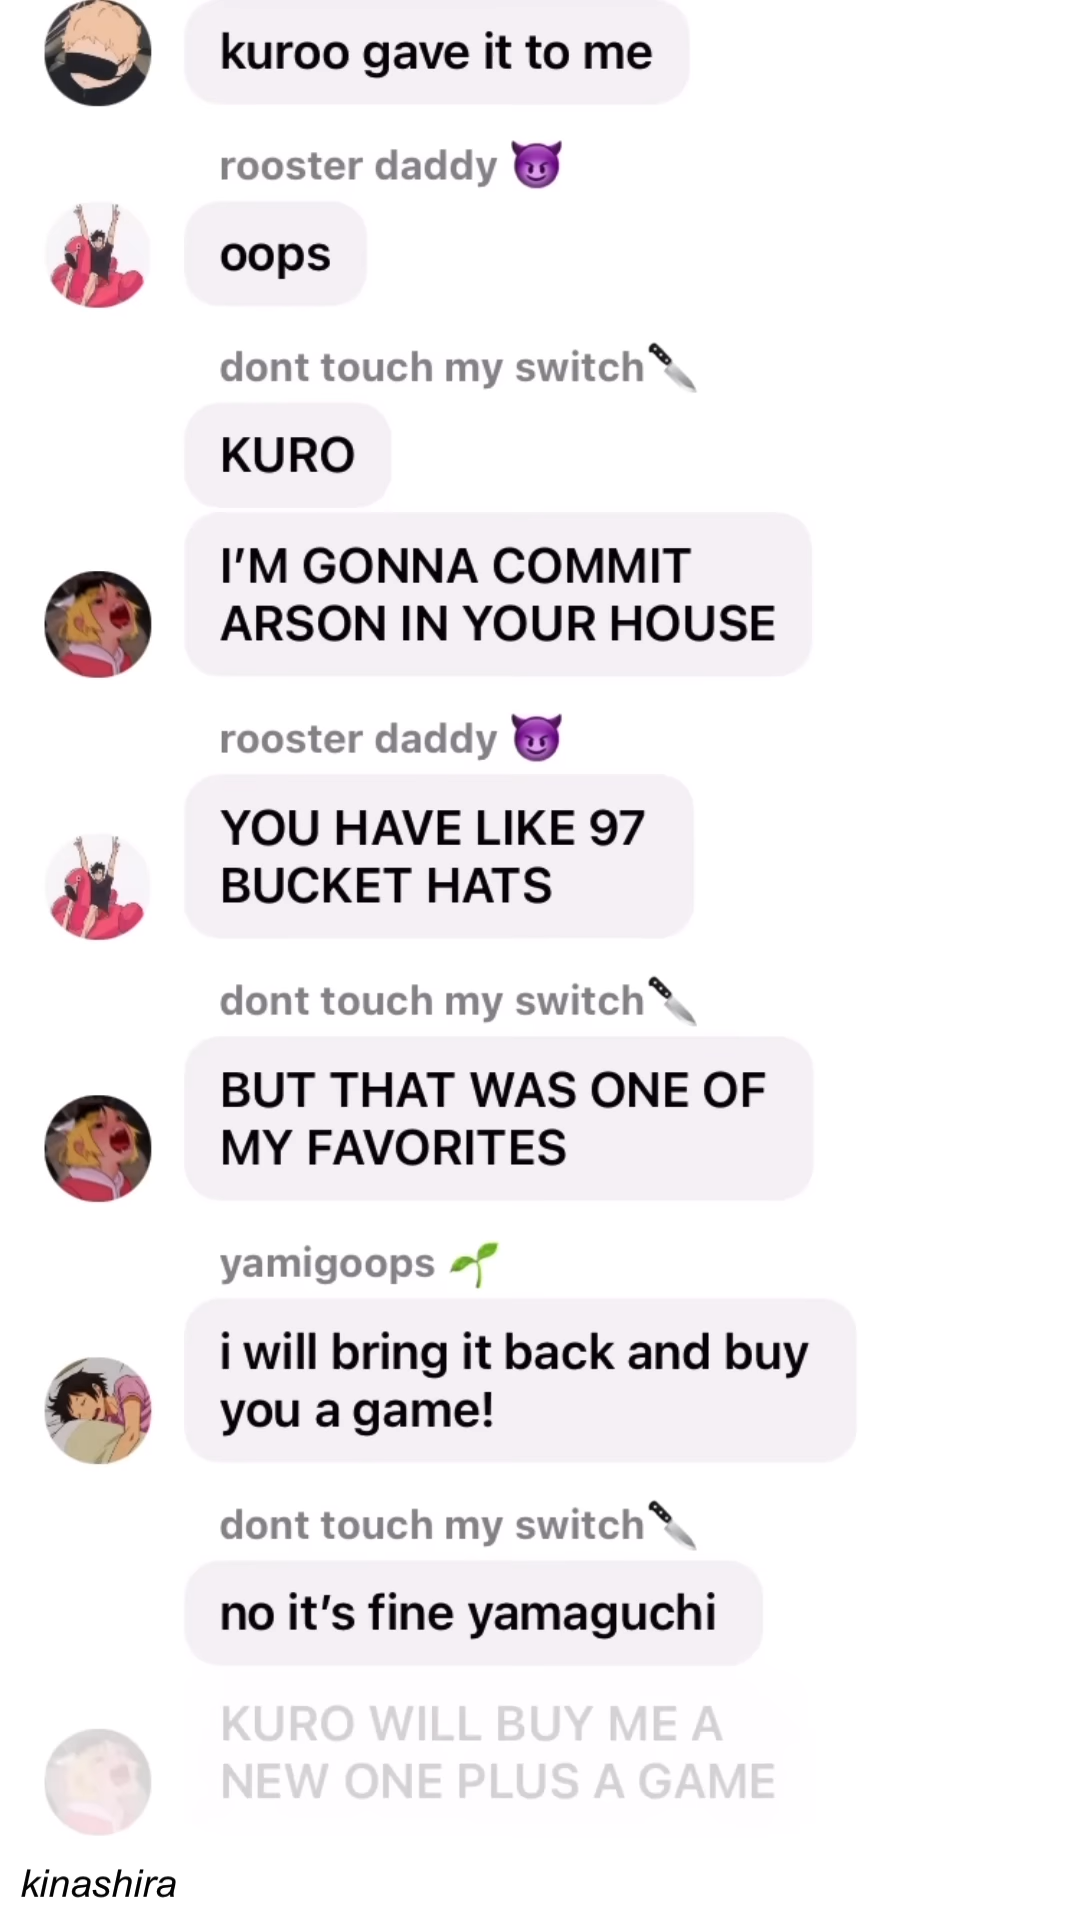 kuroo gave it to me
rooster daddy 😈
oops
dont touch my switch🔪
KURO
I'M GONNA COMMIT
ARSON IN YOUR HOUSE
rooster daddy 😈
YOU HAVE LIKE 97
BUCKET HATS
dont touch my switch🔪
BUT THAT WAS ONE OF
MY FAVORITES
yamigoops 🌱
i will bring it back and buy
you a game!
dont touch my switch🔪
no it's fine yamaguchi
KURO WILL BUY ME A
NEW ONE PLUS A GAME
kinashira